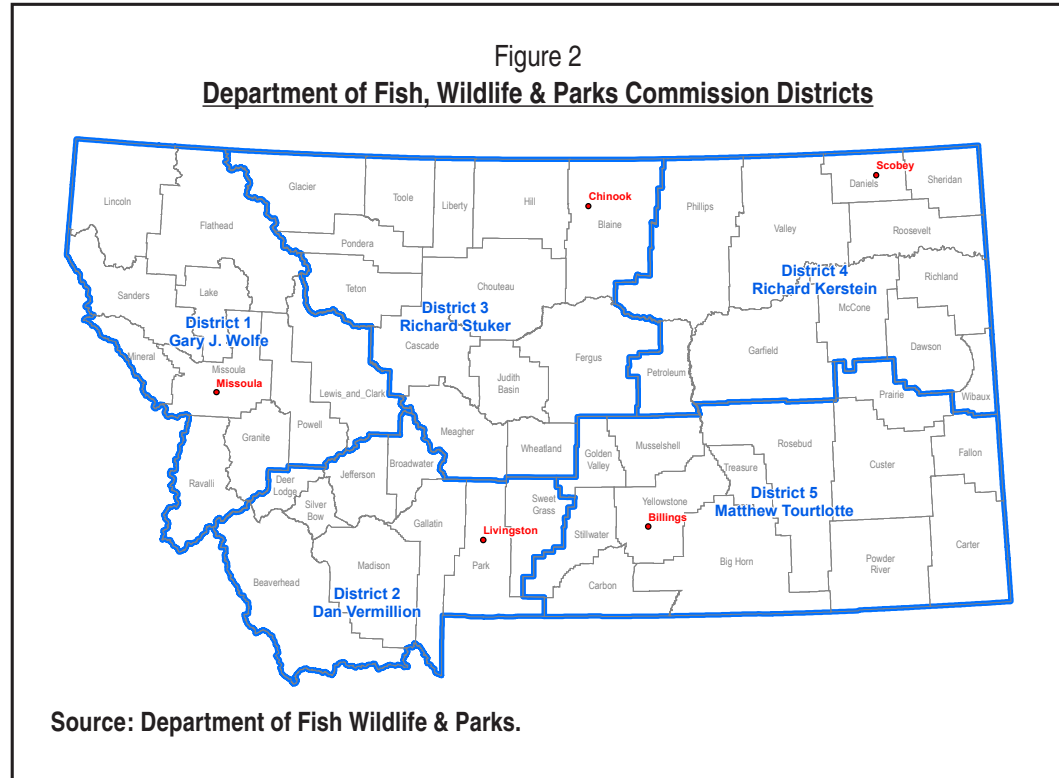 Figure 2
Department of Fish, Wildlife & Parks Commission Districts
Scobey
Daniels
Sheridan
Glacier
Toole
Liberty
Hill
Chinook
Blaine
Phillips
Valley
Roosevelt
Lincoln
Flathead
Pondera
Teton
Chouteau
Richland
Sanders
Lake
District 3
Richard Stuker
District 4
Richard Kerstein
McCone
District 1
Gary J. Wolfe
Cascade
Fergus
Garfield
Dawson
Mineral
Missoula
Missoula
Judith
Basin
Petroleum
Prairie
Wibaux
Lewis_and_Clark
Powell
Granite
Meagher
Wheatland
Golden
Valley
Musselshell
Rosebud
Custer
Fallon
Ravalli
Deer
Lodge
Jefferson
Broadwater
Treasure
Silver
Bow
Gallatin
Sweet
Grass
Yellowstone
District 5
Matthew Tourtlotte
Livingston
Park
Stillwater
Billings
Big Horn
Powder
River
Carter
Beaverhead
Madison
Carbon
District 2
Dan Vermillion
Source: Department of Fish Wildlife & Parks.